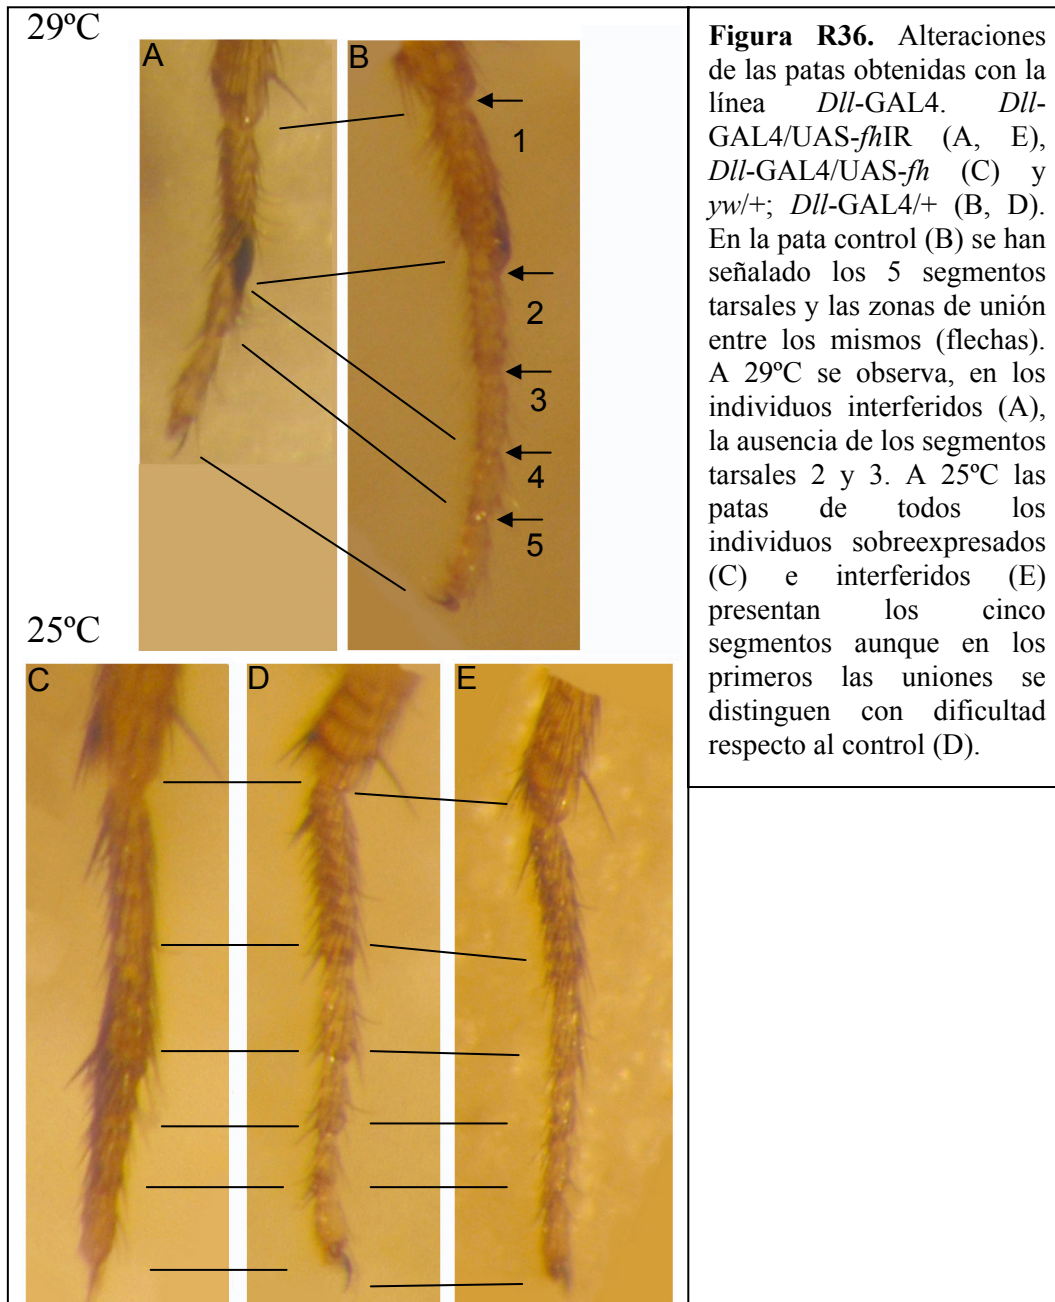 29ºC
A
B
1
2
3
4
5
25ºC
C
D
E
Figura R36. Alteraciones
de las patas obtenidas con la
línea Dll-GAL4. Dll-
GAL4/UAS-fhIR (A, E),
Dll-GAL4/UAS-fh (C) y
yw/+; Dll-GAL4/+ (B, D).
En la pata control (B) se han
señalado los 5 segmentos
tarsales y las zonas de unión
entre los mismos (flechas).
A 29ºC se observa, en los
individuos interferidos (A),
la ausencia de los segmentos
tarsales 2 y 3. A 25ºC las
patas de todos los
individuos sobreexpresados
(C) e interferidos (E)
presentan los cinco
segmentos aunque en los
primeros las uniones se
distinguen con dificultad
respecto al control (D).